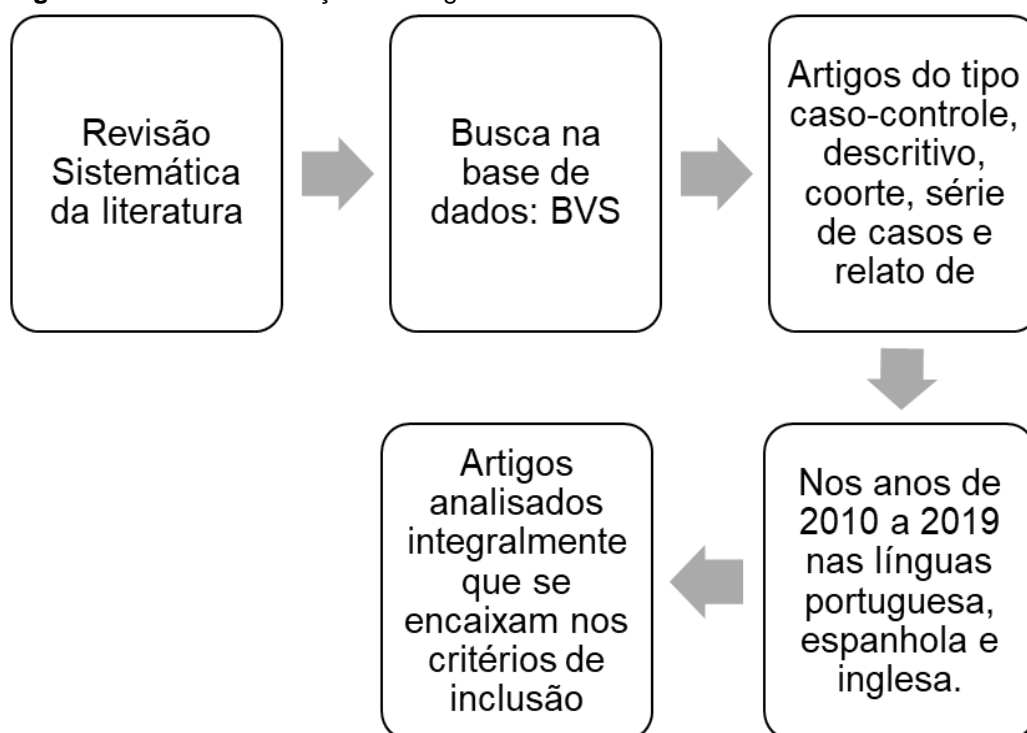 Revisão
Sistemática
da literatura
Busca na
base de
dados: BVS
Artigos do tipo
caso-controle,
descritivo,
coorte, série
de casos e
relato de
Nos anos de
2010 a 2019
nas línguas
portuguesa,
espanhola e
inglesa.
Artigos
analisados
integralmente
que se
encaixam nos
critérios de
inclusão